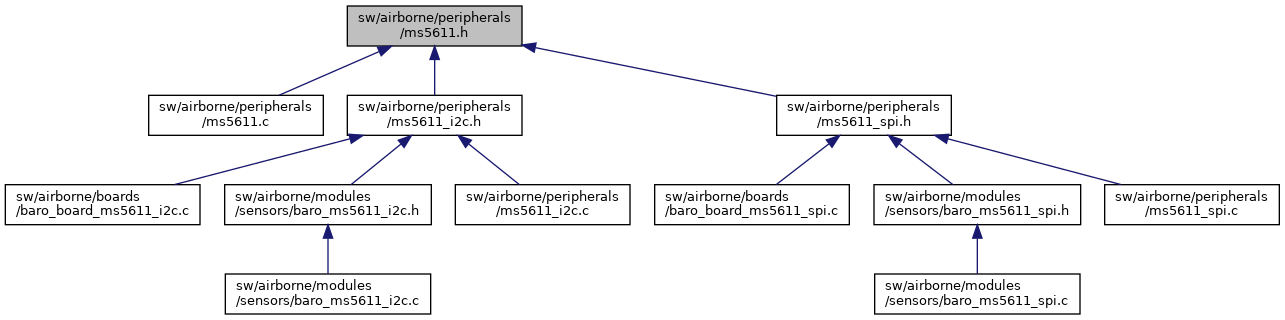 sw/airborne/peripherals
/ms5611.h
sw/airborne/peripherals
/ms5611.c
sw/airborne/peripherals
/ms5611_i2c.h
sw/airborne/peripherals
/ms5611_spi.h
sw/airborne/boards
/baro_board_ms5611_i2c.c
sw/airborne/modules
/sensors/baro_ms5611_i2c.h
sw/airborne/peripherals
/ms5611_i2c.c
sw/airborne/boards
/baro_board_ms5611_spi.c
sw/airborne/modules
/sensors/baro_ms5611_spi.h
sw/airborne/peripherals
/ms5611_spi.c
sw/airborne/modules
/sensors/baro_ms5611_i2c.c
sw/airborne/modules
/sensors/baro_ms5611_spi.c